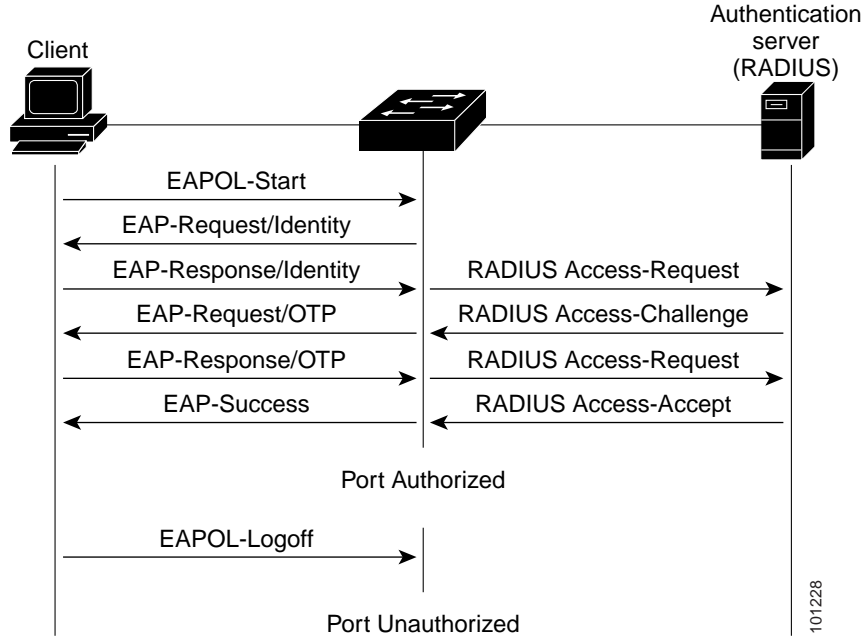 Client
Authentication
server
(RADIUS)
EAPOL-Start
EAP-Request/Identity
EAP-Response/Identity
RADIUS Access-Request
EAP-Request/OTP
RADIUS Access-Challenge
EAP-Response/OTP
RADIUS Access-Request
EAP-Success
RADIUS Access-Accept
Port Authorized
EAPOL-Logoff
Port Unauthorized
101228